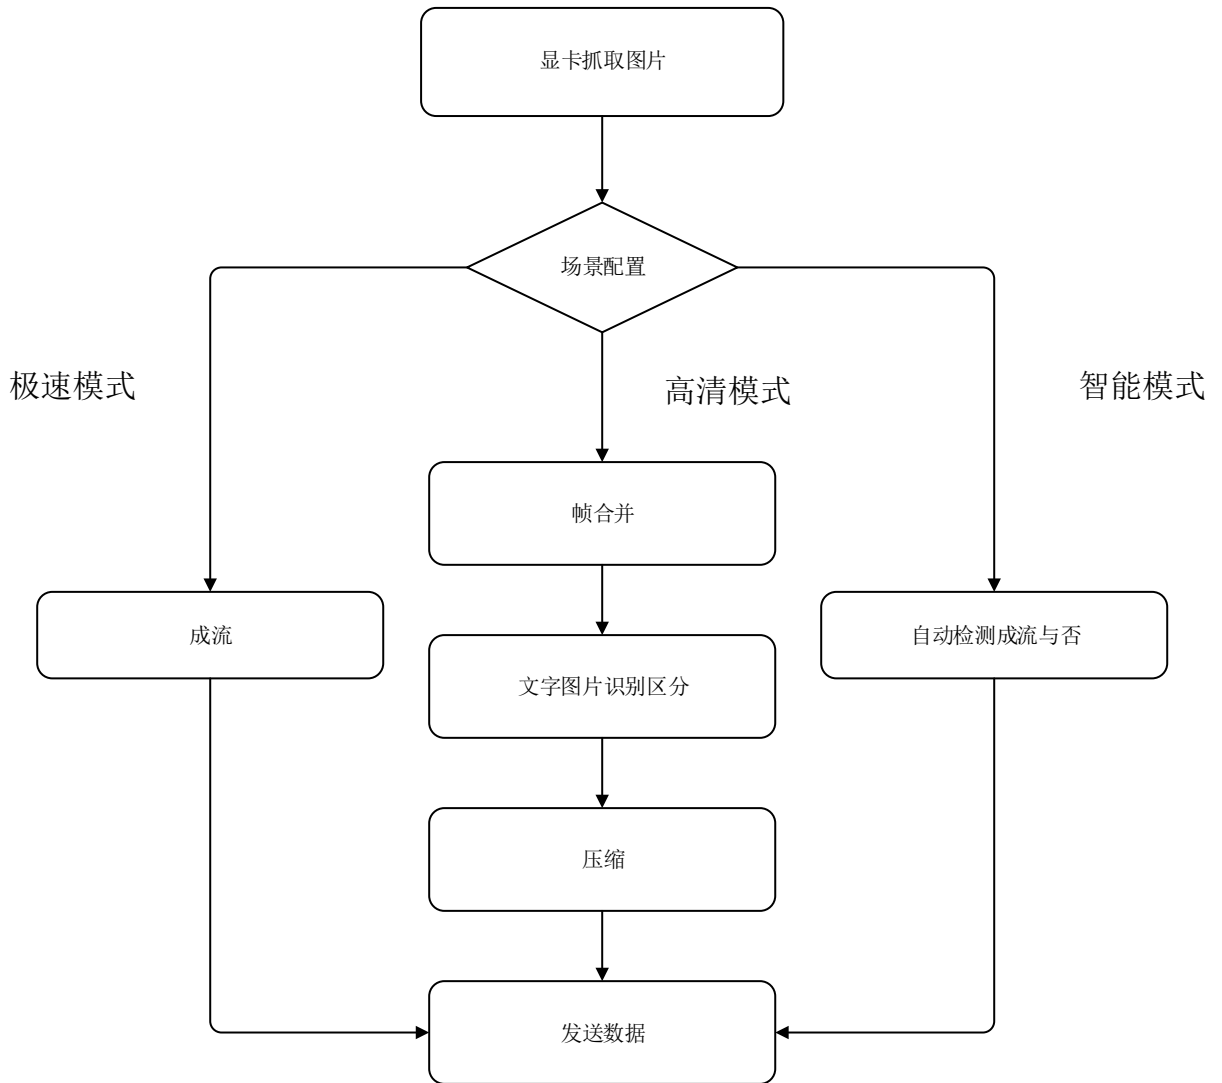 显卡抓取图片
场景配置
极速模式
高清模式
智能模式
帧合并
成流
自动检测成流与否
文字图片识别区分
压缩
发送数据